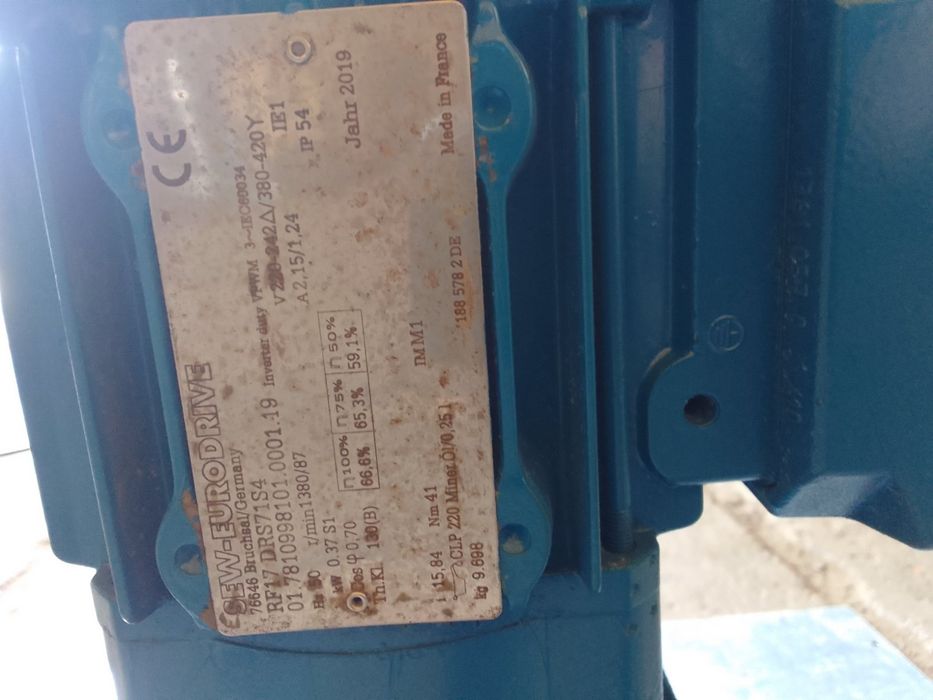 SEW-EURODRIVE
76646 Bruchsal/Germany
CE
RF17 DRS71S4
01.7810998101.0001.19 Inverter duty VPWM 3~IEC60034
Hz 50 r/min 1380/87 V 220-242Δ/380-420Y
kW 0.37 S1 A 2,15/1,24 IE1
Cos φ 0,70 η100% η75% η50% IP 54
Th.Kl. 130(B) 66,6% 65,3% 59,1%
Jahr 2019
i 15,84 Nm 41 IM M1
CLP 220 Miner.Öl/0,25 l
kg 9.698 188 578 2 DE Made in France